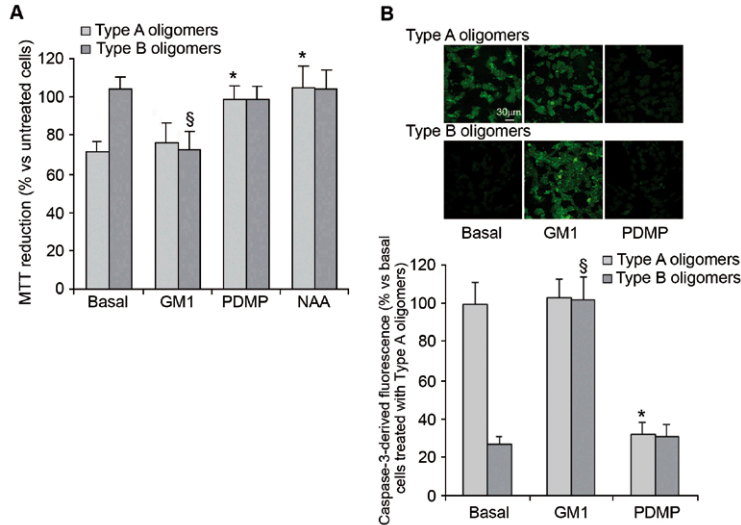 A
Type A oligomers
Type B oligomers
MTT reduction (% vs untreated cells)
120
100
80
60
40
20
0
*
*
§
Basal GM1 PDMP NAA
B
Type A oligomers
30μm
Type B oligomers
Basal GM1 PDMP
Type A oligomers
Type B oligomers
Caspase-3-derived fluorescence (% vs basal
cells treated with Type A oligomers)
120
100
80
60
40
20
0
§
*
Basal GM1 PDMP